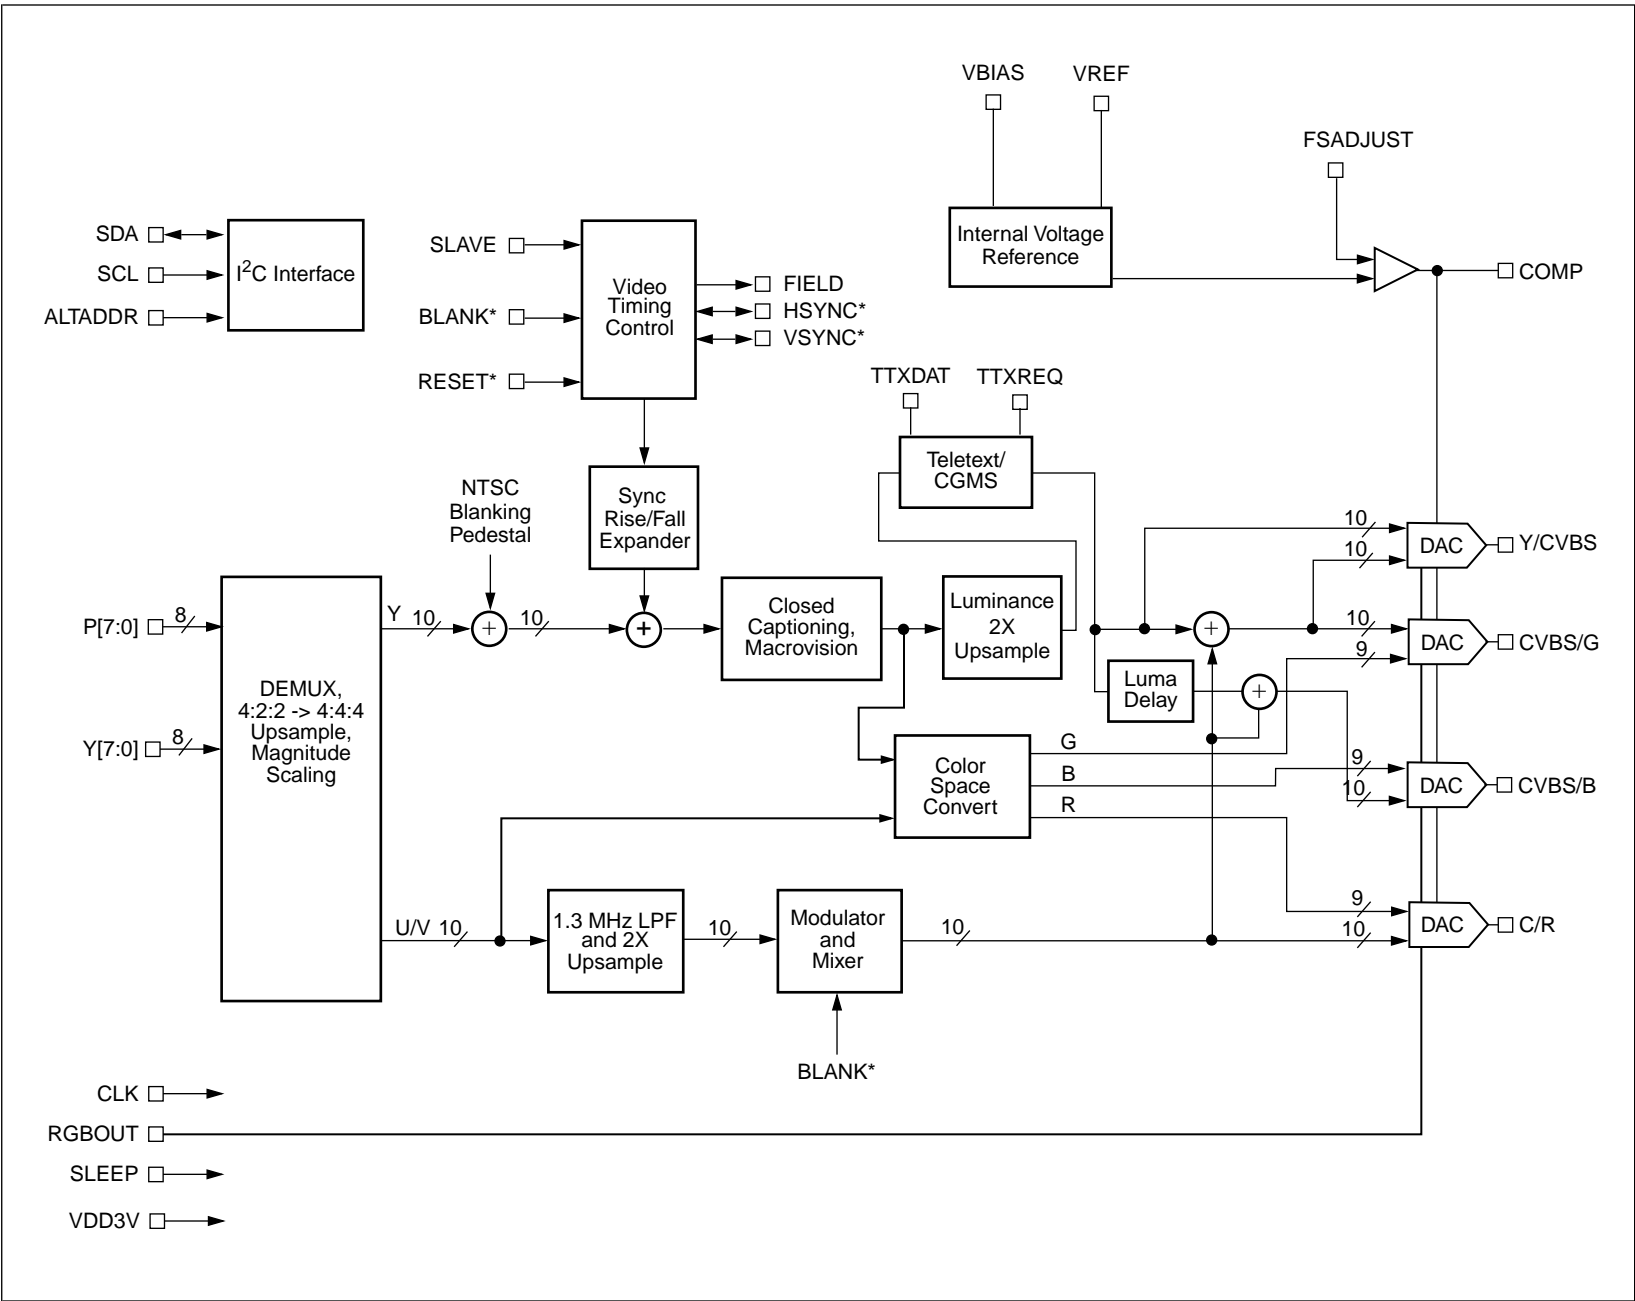 VBIAS
VREF
FSADJUST
Internal Voltage
Reference
COMP
SDA
SCL
ALTADDR
I2C Interface
SLAVE
BLANK*
RESET*
Video
Timing
Control
FIELD
HSYNC*
VSYNC*
TTXDAT
TTXREQ
Teletext/
CGMS
NTSC
Blanking
Pedestal
Sync
Rise/Fall
Expander
10
10
DAC
Y/CVBS
P[7:0]
8
Y[7:0]
8
DEMUX,
4:2:2 -> 4:4:4
Upsample,
Magnitude
Scaling
Y
10
+
10
+
Closed
Captioning,
Macrovision
Luminance
2X
Upsample
+
10
9
DAC
CVBS/G
Luma
Delay
+
Color
Space
Convert
G
B
R
9
10
DAC
CVBS/B
U/V
10
1.3 MHz LPF
and 2X
Upsample
10
Modulator
and
Mixer
10
9
10
DAC
C/R
BLANK*
CLK
RGBOUT
SLEEP
VDD3V